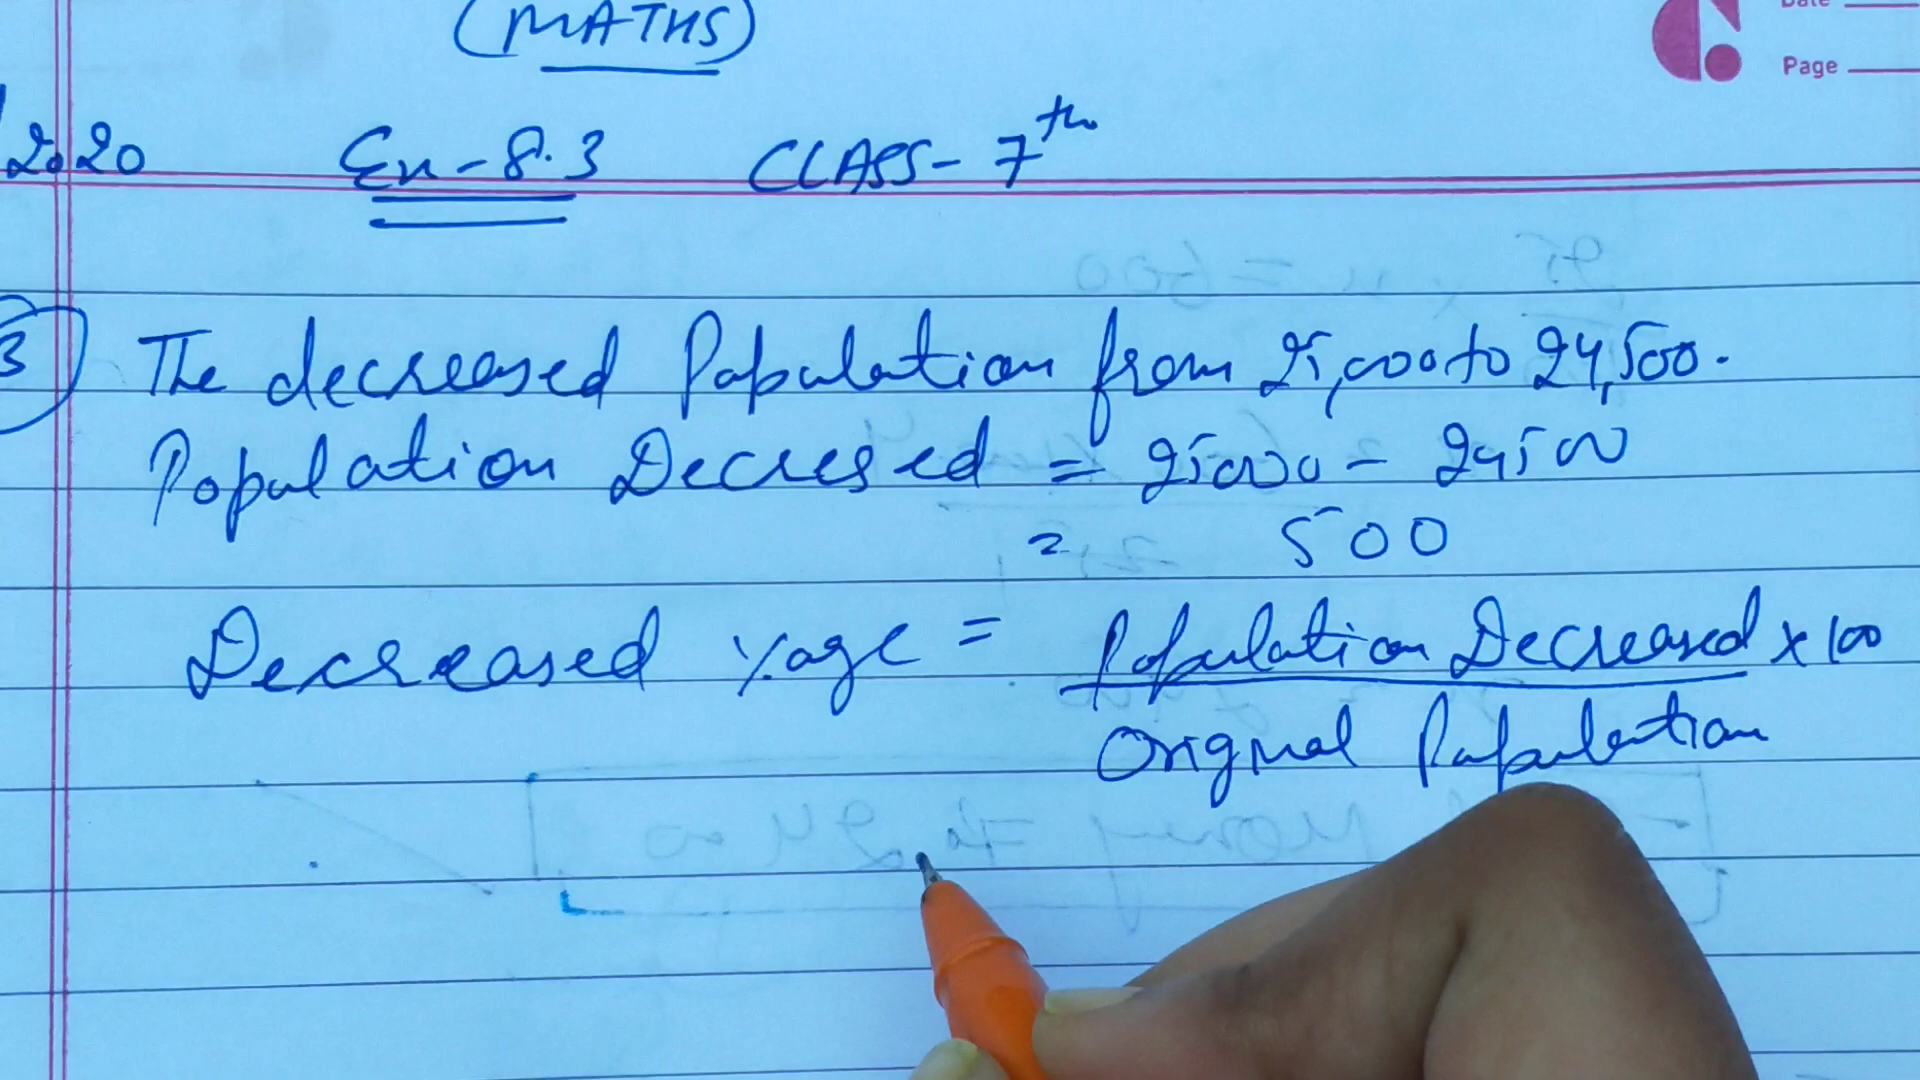 (MATHS)
Date
Page
2020 Ex-8.3 CLASS-7th
3) The decreased Population from 25,000 to 24,500.
Population Decresed = 25000 - 24500
= 500
Decreased %age = Population Decreased x 100
Original Population